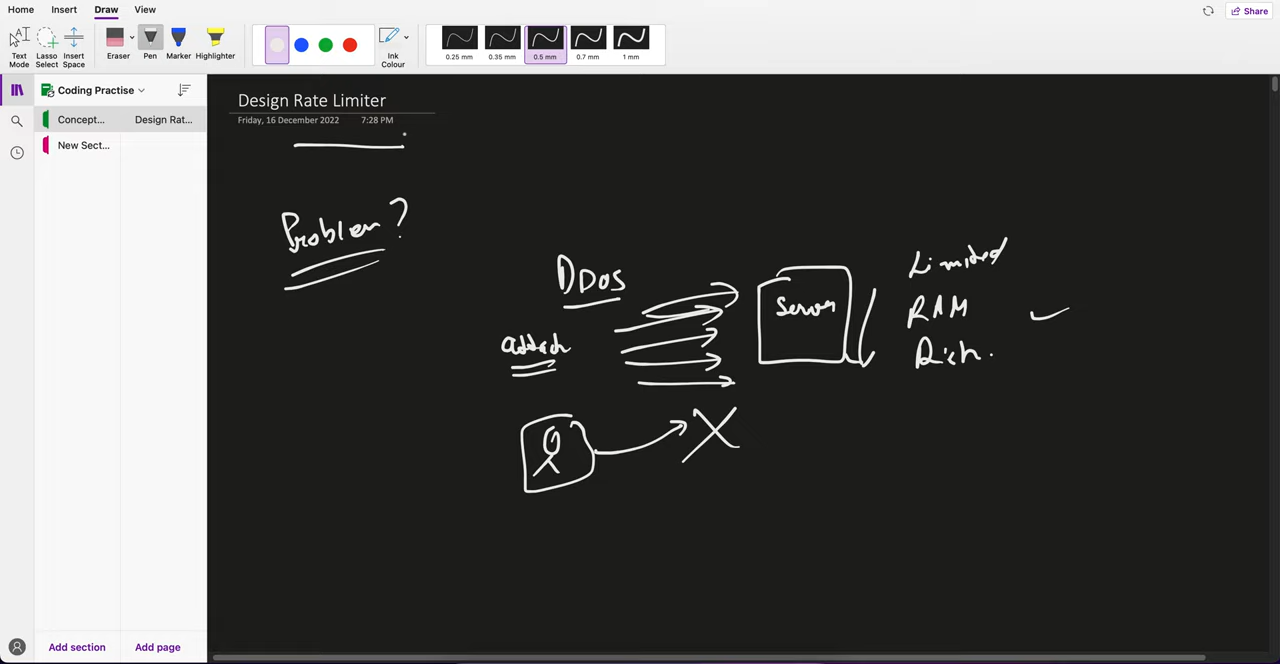 Home Insert Draw View
Share
Text Mode
Lasso Select
Insert Space
Eraser
Pen
Marker
Highlighter
Ink Colour
0.25 mm
0.35 mm
0.5 mm
0.7 mm
1 mm
Coding Practise
Concept...
Design Rat...
New Sect...
Design Rate Limiter
Friday, 16 December 2022 7:28 PM
Problem?
DDOS
attack
Server
Limited
RAM
Disk.
Add section
Add page